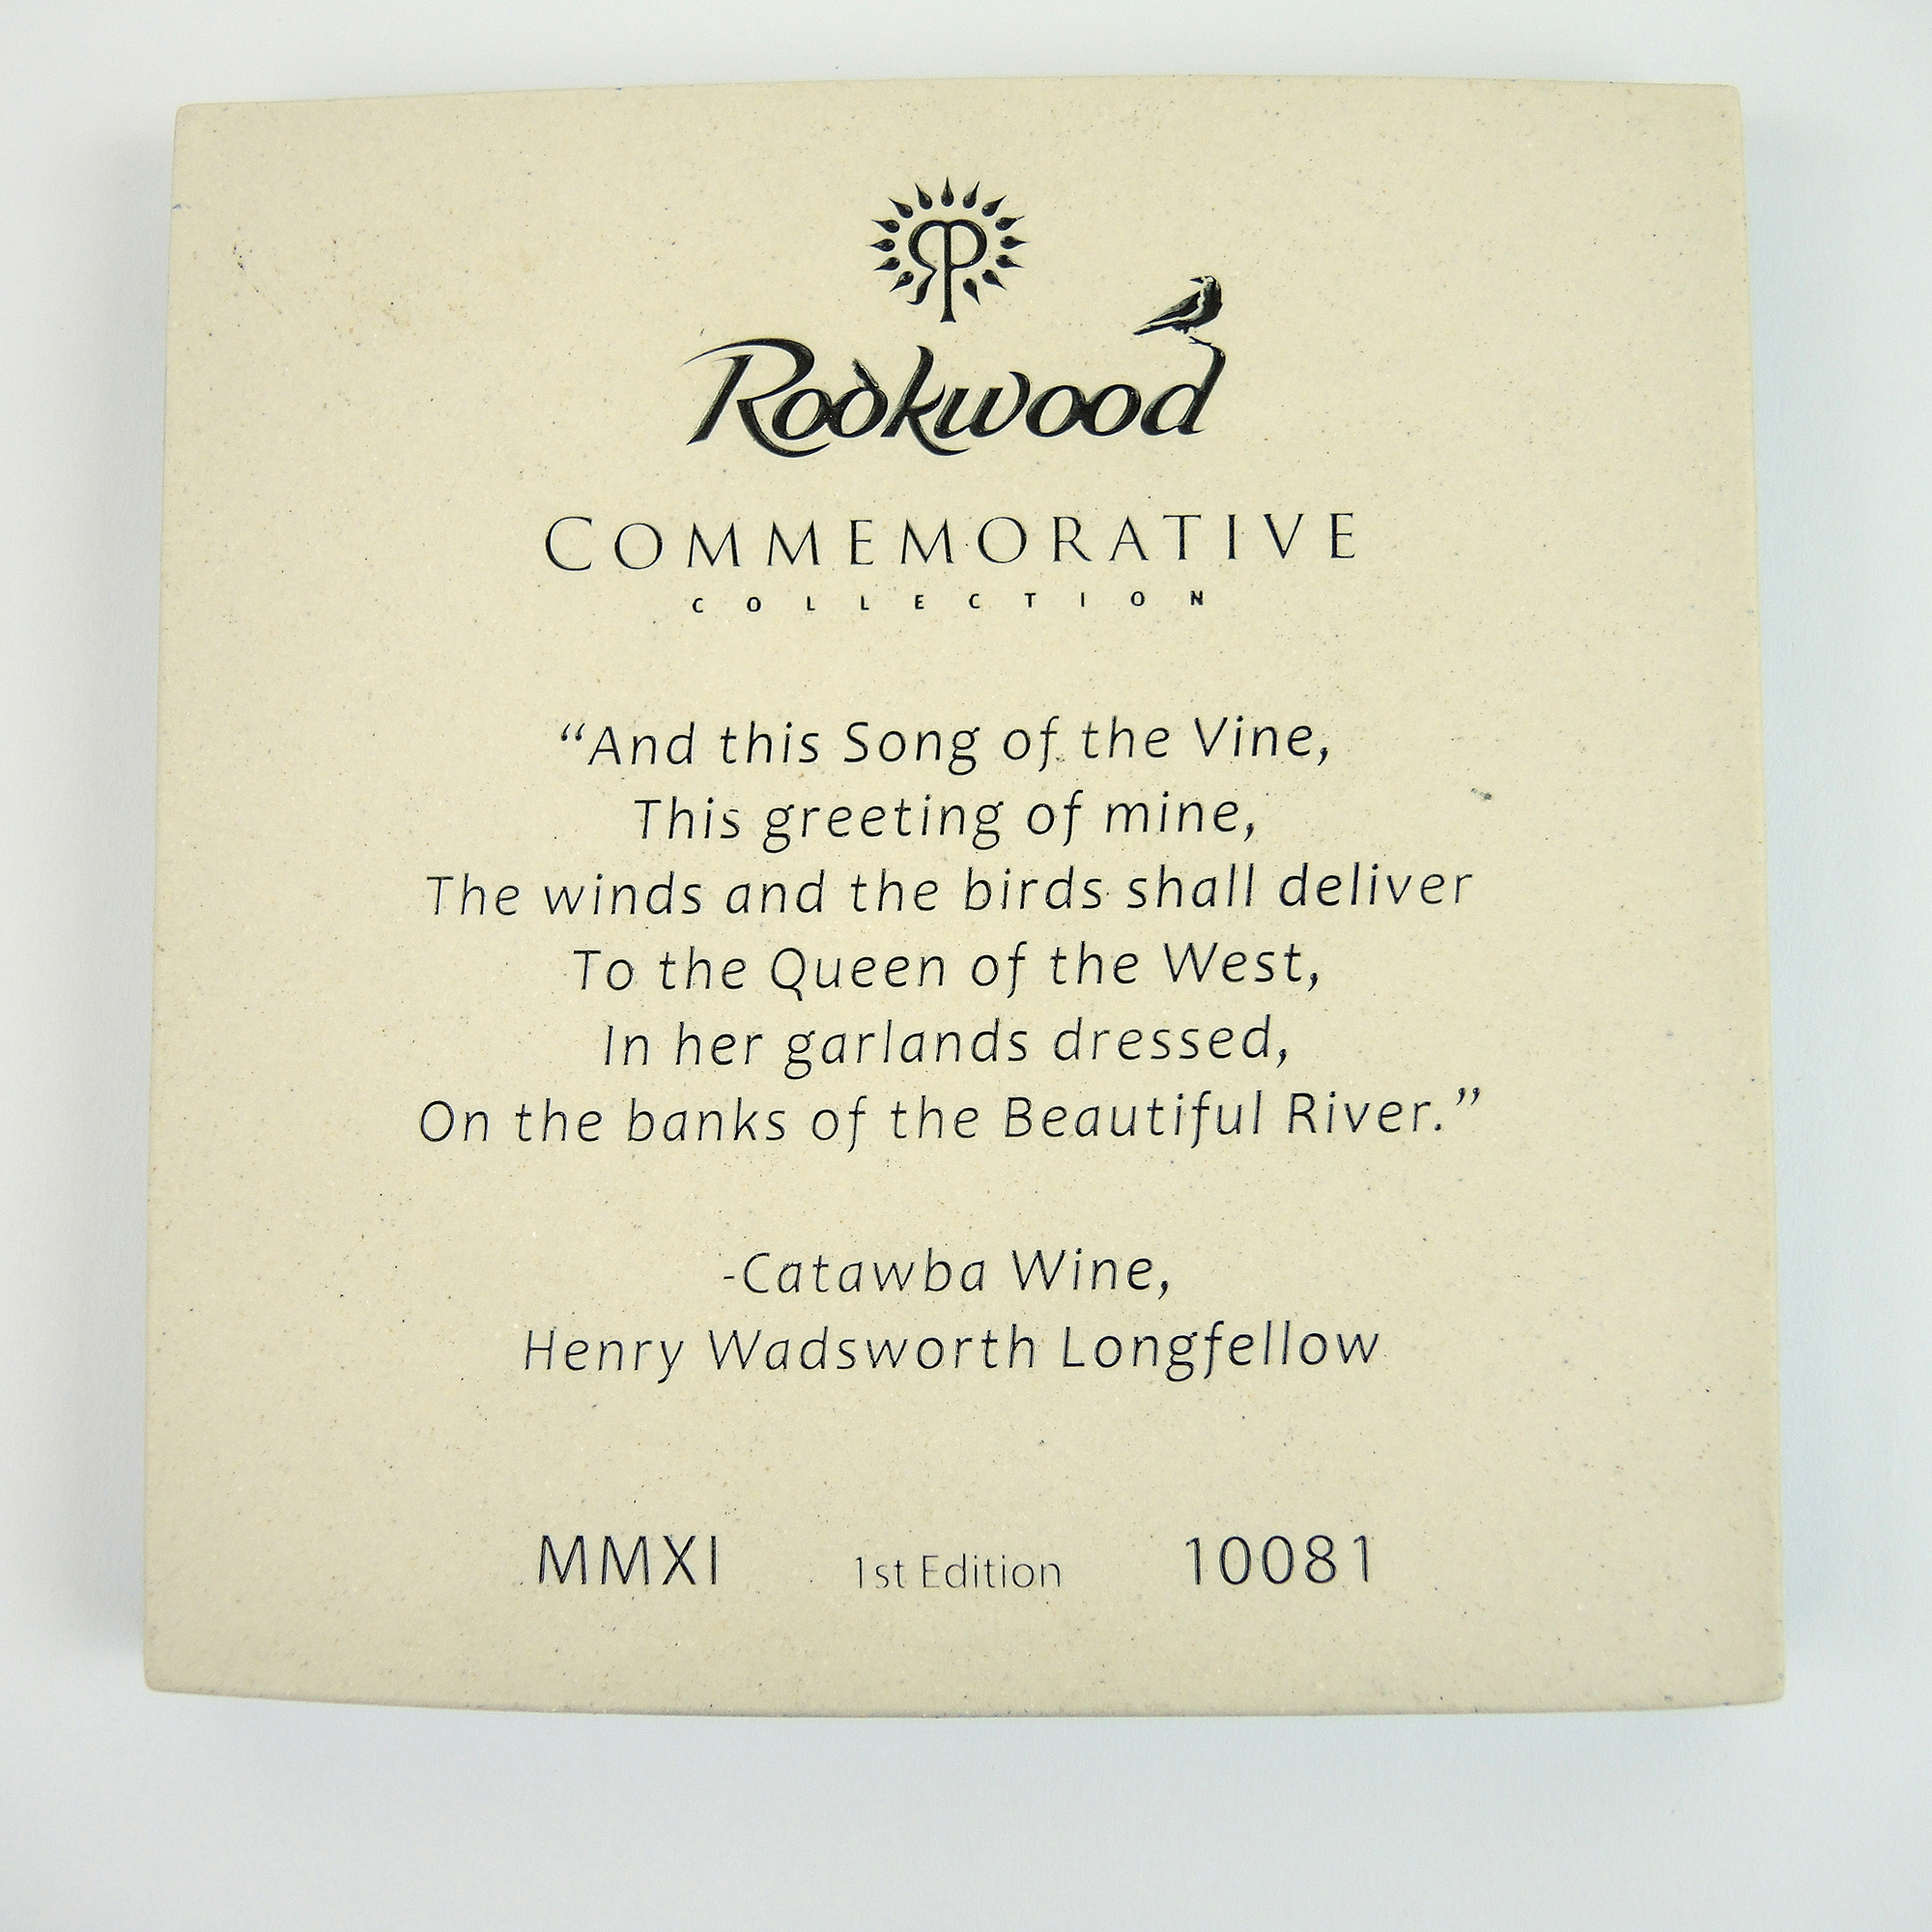 RP
Rookwood
COMMEMORATIVE
COLLECTION
“And this Song of the Vine,
This greeting of mine,
The winds and the birds shall deliver
To the Queen of the West,
In her garlands dressed,
On the banks of the Beautiful River.”
-Catawba Wine,
Henry Wadsworth Longfellow
MMXI 1st Edition 10081